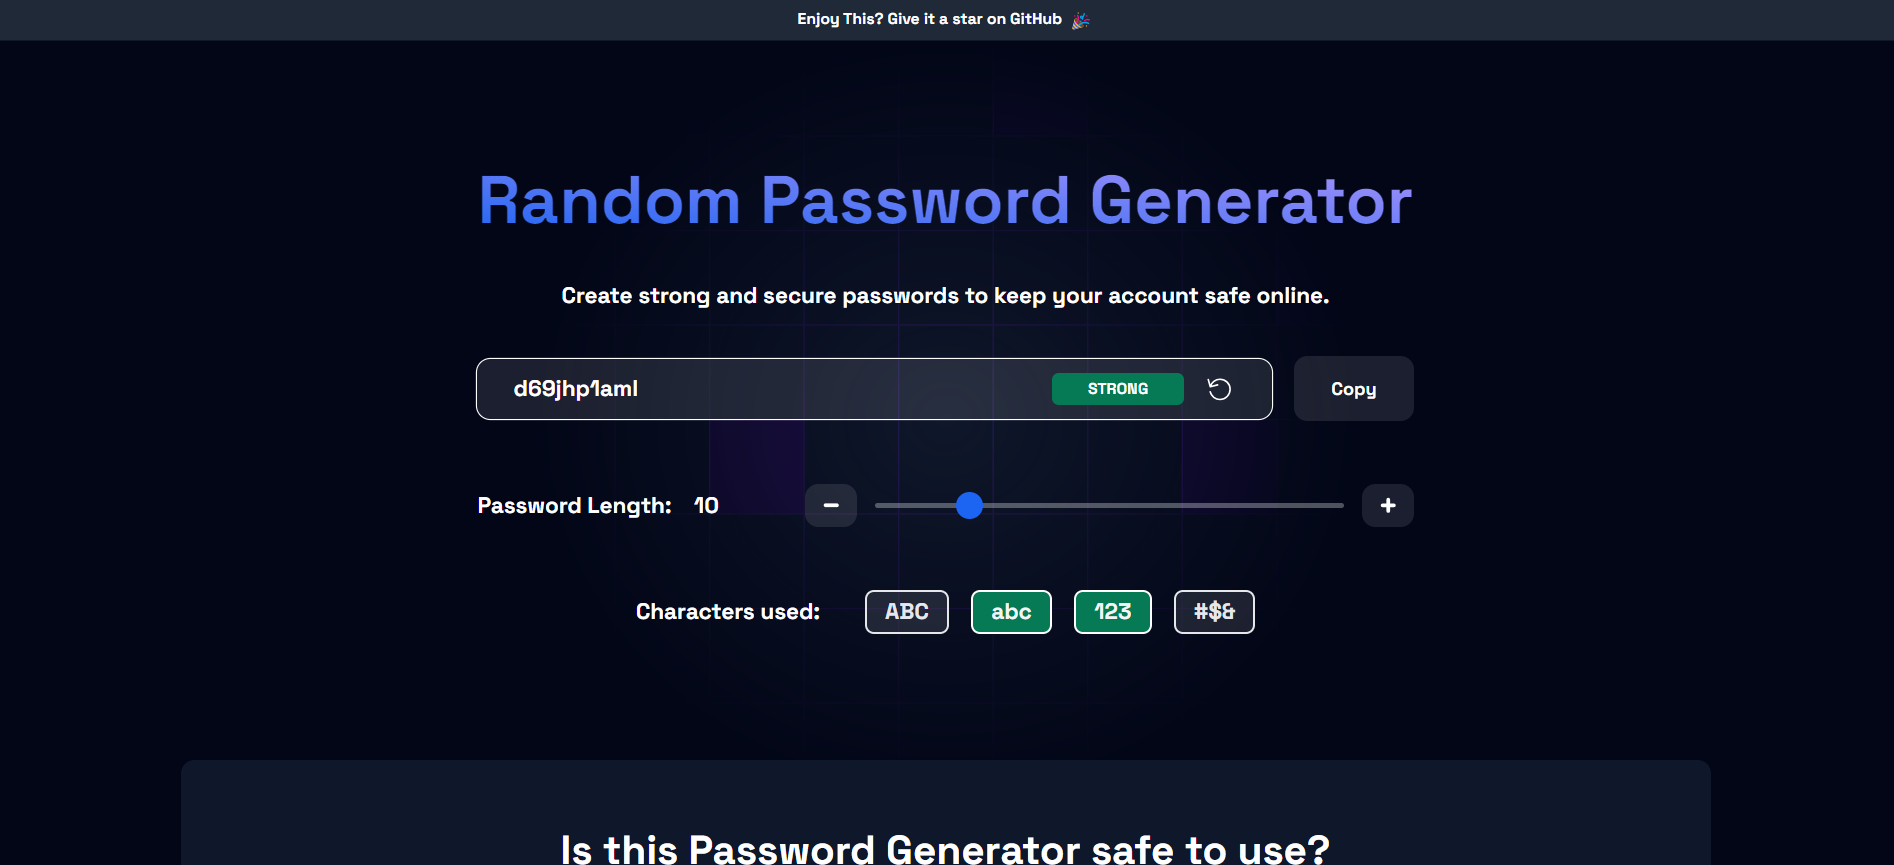 Enjoy This? Give it a star on GitHub 🎉
Random Password Generator
Create strong and secure passwords to keep your account safe online.
d69jhp1aml STRONG Copy
Password Length: 10 − +
Characters used: ABC abc 123 #$&
Is this Password Generator safe to use?